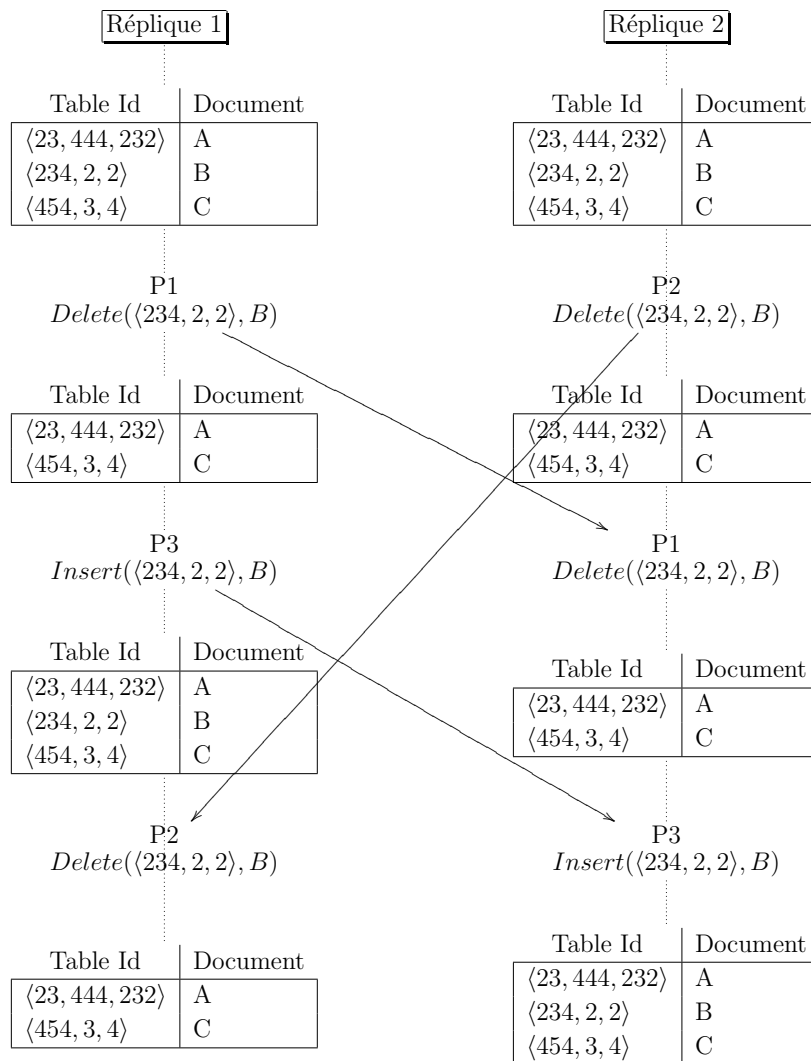 Réplique 1
Réplique 2
Table Id Document
⟨23, 444, 232⟩ A
⟨234, 2, 2⟩ B
⟨454, 3, 4⟩ C
Table Id Document
⟨23, 444, 232⟩ A
⟨234, 2, 2⟩ B
⟨454, 3, 4⟩ C
P1
Delete(⟨234, 2, 2⟩, B)
P2
Delete(⟨234, 2, 2⟩, B)
Table Id Document
⟨23, 444, 232⟩ A
⟨454, 3, 4⟩ C
Table Id Document
⟨23, 444, 232⟩ A
⟨454, 3, 4⟩ C
P3
Insert(⟨234, 2, 2⟩, B)
P1
Delete(⟨234, 2, 2⟩, B)
Table Id Document
⟨23, 444, 232⟩ A
⟨234, 2, 2⟩ B
⟨454, 3, 4⟩ C
Table Id Document
⟨23, 444, 232⟩ A
⟨454, 3, 4⟩ C
P2
Delete(⟨234, 2, 2⟩, B)
P3
Insert(⟨234, 2, 2⟩, B)
Table Id Document
⟨23, 444, 232⟩ A
⟨454, 3, 4⟩ C
Table Id Document
⟨23, 444, 232⟩ A
⟨234, 2, 2⟩ B
⟨454, 3, 4⟩ C